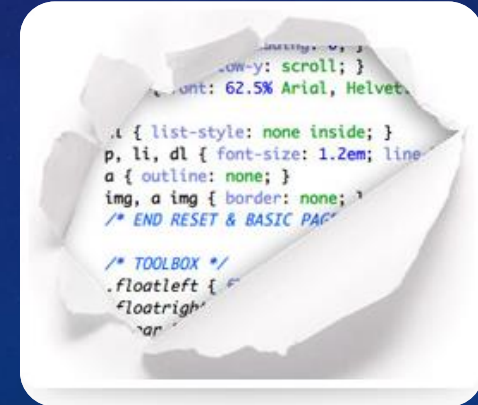 scroll; }
font: 62.5% Arial, Helvet
{ list-style: none inside; }
p, li, dl { font-size: 1.2em; line
a { outline: none; }
img, a img { border: none; }
/* END RESET & BASIC PAG
/* TOOLBOX */
.floatleft {
floatright